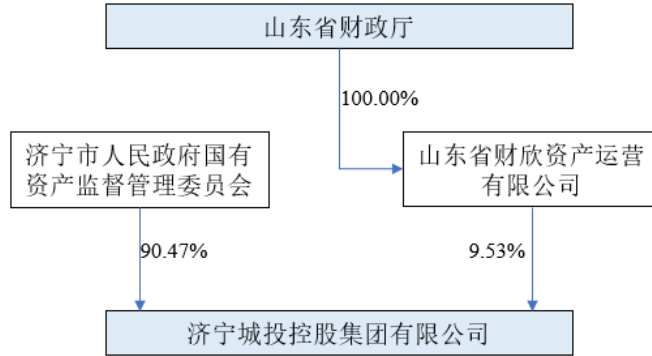 山东省财政厅
100.00%
济宁市人民政府国有
资产监督管理委员会
山东省财欣资产运营
有限公司
90.47%
9.53%
济宁城投控股集团有限公司